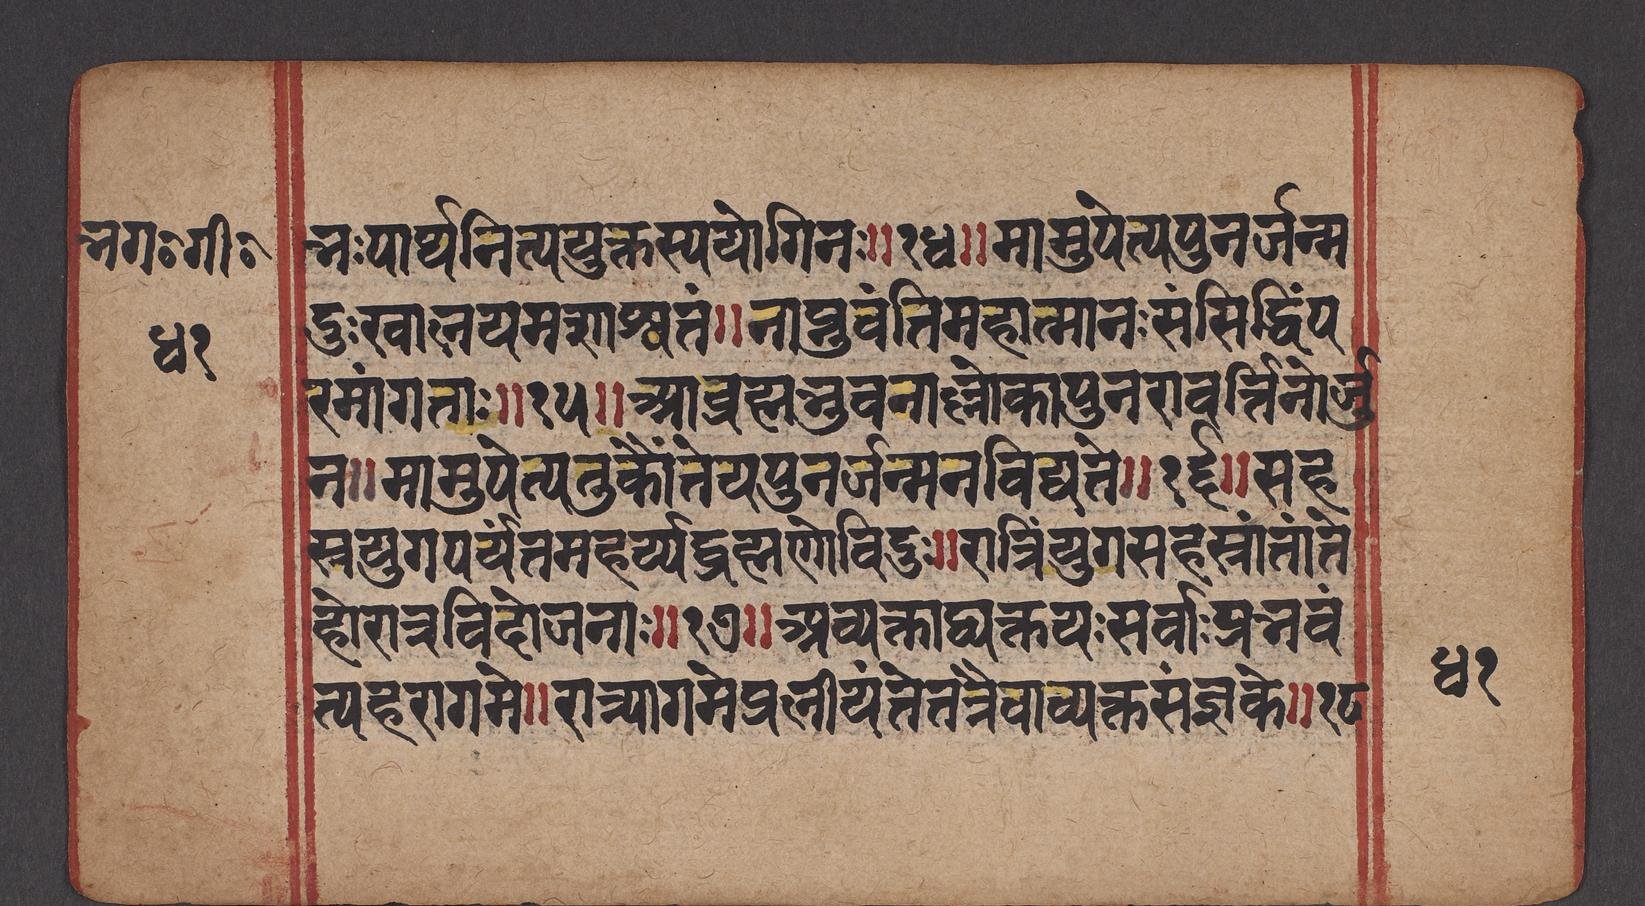 भग॰गी॰
४१
भःपार्थनित्ययुक्तस्ययोगिनः॥१४॥मामुपेत्यपुनर्जन्म
दुःखालयमशाश्वतं॥नाप्नुवंतिमहात्मानःसंसिद्धिंप
रमांगताः॥१५॥आब्रह्मभुवनाल्लोकापुनरावर्त्तिनोर्जु
न॥मामुपेत्यतुकौंतेयपुनर्जन्मनविद्यते॥१६॥सह
स्रयुगपर्यंतमहर्य्यद्ब्रह्मणोविदुः॥रात्रिंयुगसहस्रांतांते
होरात्रविदोजनाः॥१७॥अव्यक्ताद्यक्तयःसर्वाःप्रभवं
त्यहरागमे॥रात्र्यागमेप्रलीयंतेतत्रैवाव्यक्तसंज्ञके॥१८
४१